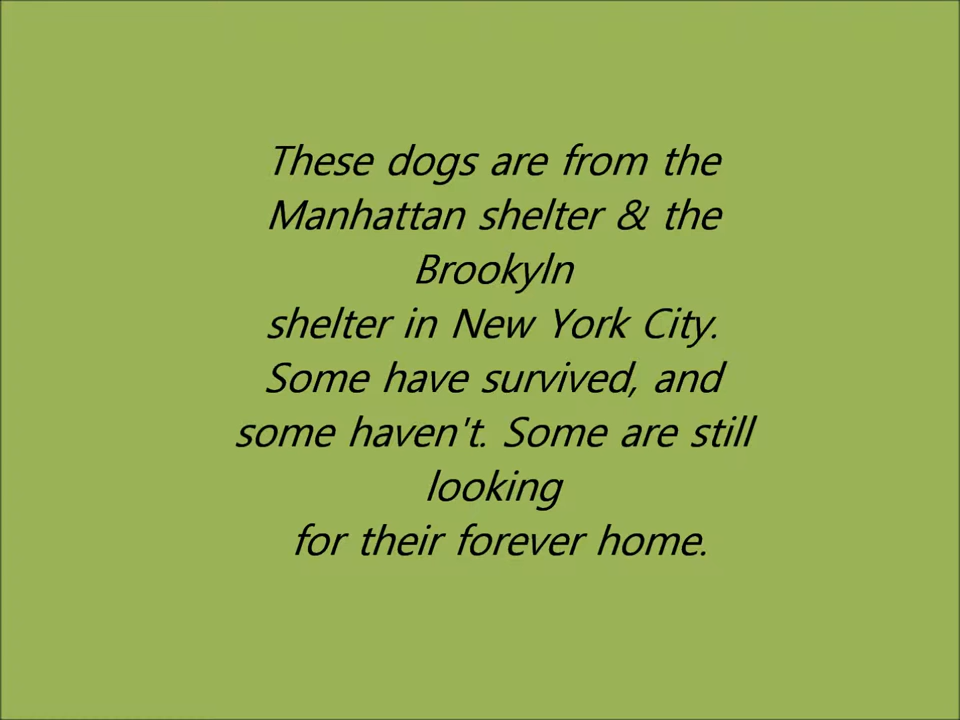 These dogs are from the
Manhattan shelter & the
Brookyln
shelter in New York City.
Some have survived, and
some haven't. Some are still
looking
for their forever home.